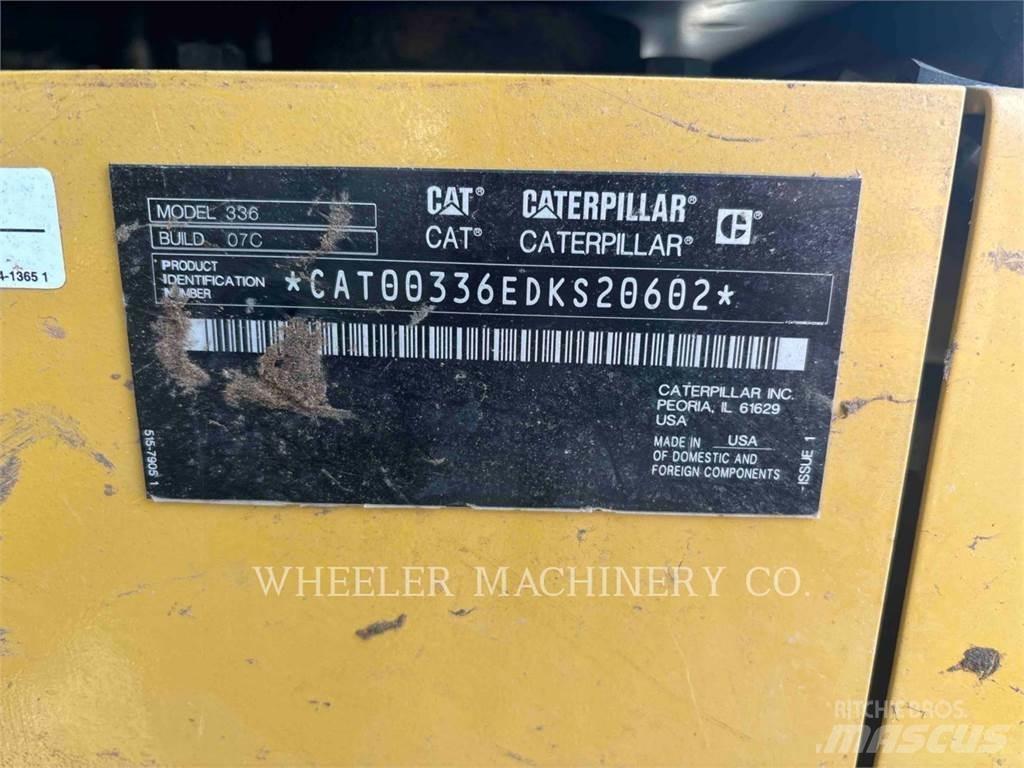 MODEL 336
BUILD 07C
CAT® CATERPILLAR® ®
CAT® CATERPILLAR®
PRODUCT
IDENTIFICATION
NUMBER
*CAT00336EDKS20602*
CATERPILLAR INC.
PEORIA, IL 61629
USA
MADE IN USA
OF DOMESTIC AND
FOREIGN COMPONENTS
515-7905 1
ISSUE 1
4-1365 1
WHEELER MACHINERY CO.
RITCHIE BROS.
MASCUS